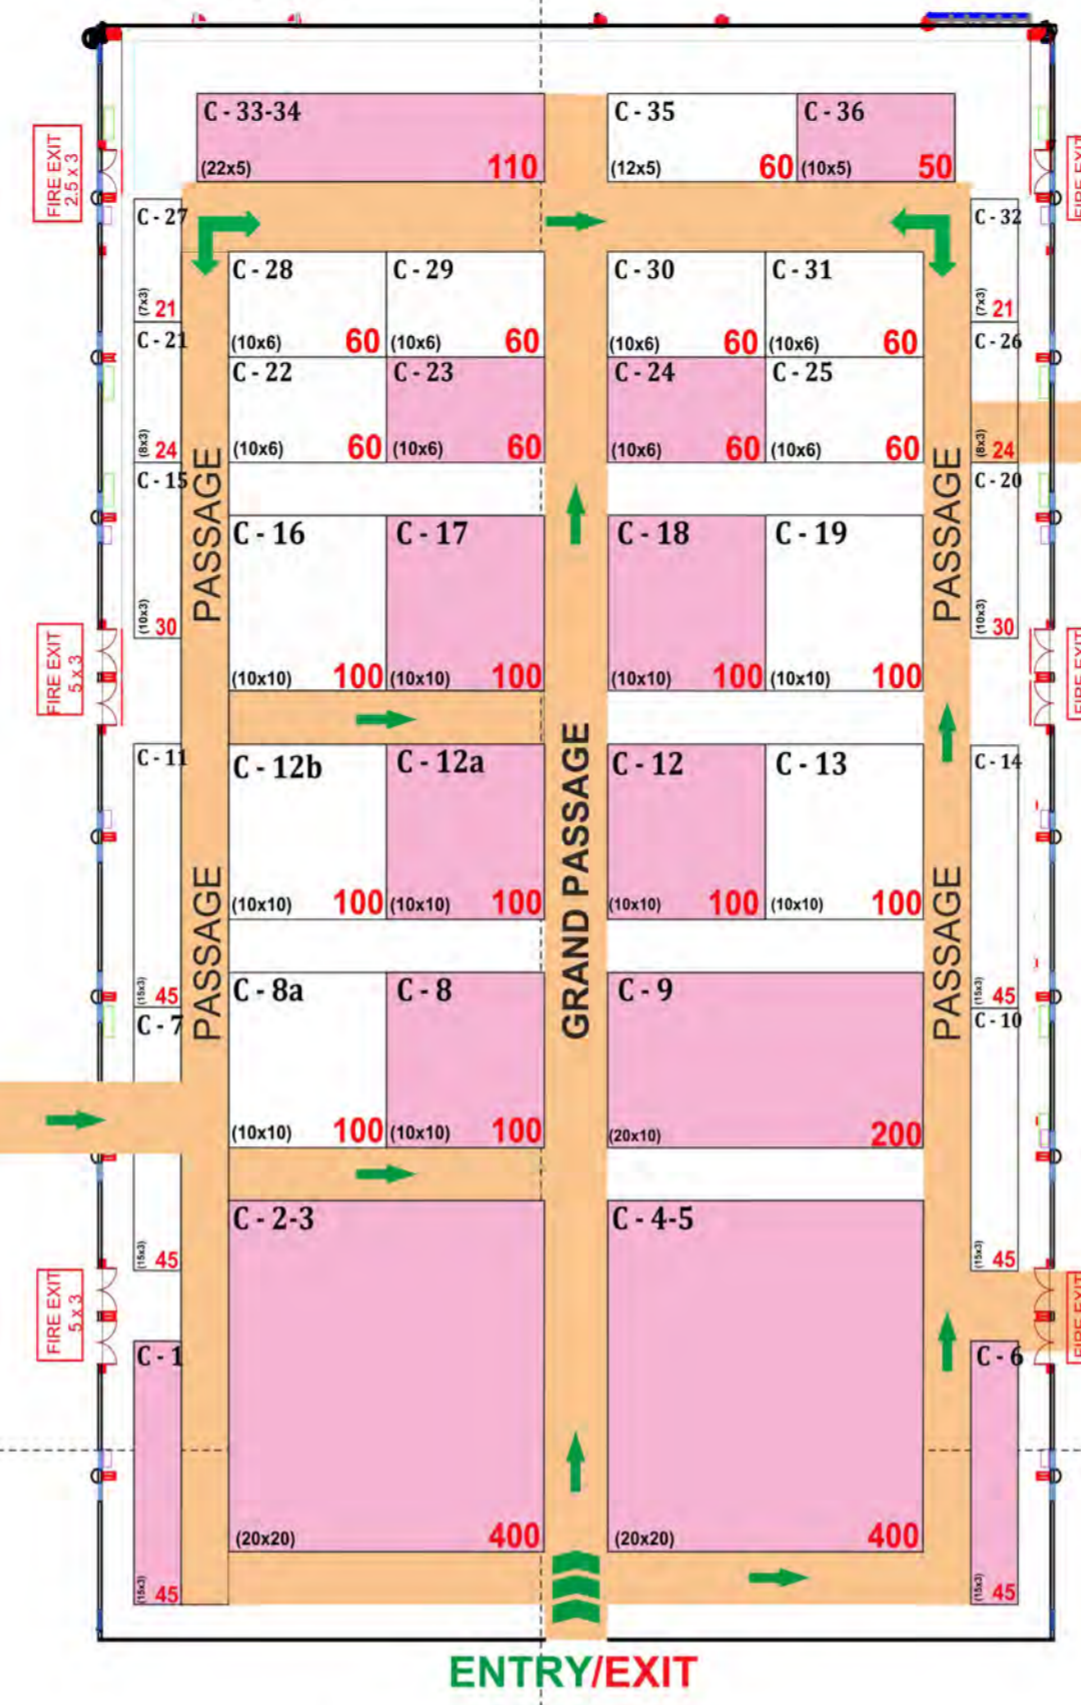 C - 33-34
(22x5) 110
C - 35
(12x5) 60
C - 36
(10x5) 50
FIRE EXIT
2.5 x 3
FIRE EXIT
C - 27
(7x3) 21
C - 32
(7x3) 21
C - 28
(10x6) 60
C - 29
(10x6) 60
C - 30
(10x6) 60
C - 31
(10x6) 60
C - 21
(8x3) 24
C - 26
(8x3) 24
C - 22
(10x6) 60
C - 23
(10x6) 60
C - 24
(10x6) 60
C - 25
(10x6) 60
C - 15
(10x3) 30
C - 20
(10x3) 30
PASSAGE
PASSAGE
C - 16
(10x10) 100
C - 17
(10x10) 100
C - 18
(10x10) 100
C - 19
(10x10) 100
FIRE EXIT
5 x 3
FIRE EXIT
C - 11
(15x3) 45
C - 14
(15x3) 45
C - 12b
(10x10) 100
C - 12a
(10x10) 100
GRAND PASSAGE
C - 12
(10x10) 100
C - 13
(10x10) 100
PASSAGE
PASSAGE
C - 7
(15x3) 45
C - 10
(15x3) 45
C - 8a
(10x10) 100
C - 8
(10x10) 100
C - 9
(20x10) 200
C - 2-3
(20x20) 400
C - 4-5
(20x20) 400
FIRE EXIT
5 x 3
FIRE EXIT
C - 1
(15x3) 45
C - 6
(15x3) 45
ENTRY/EXIT